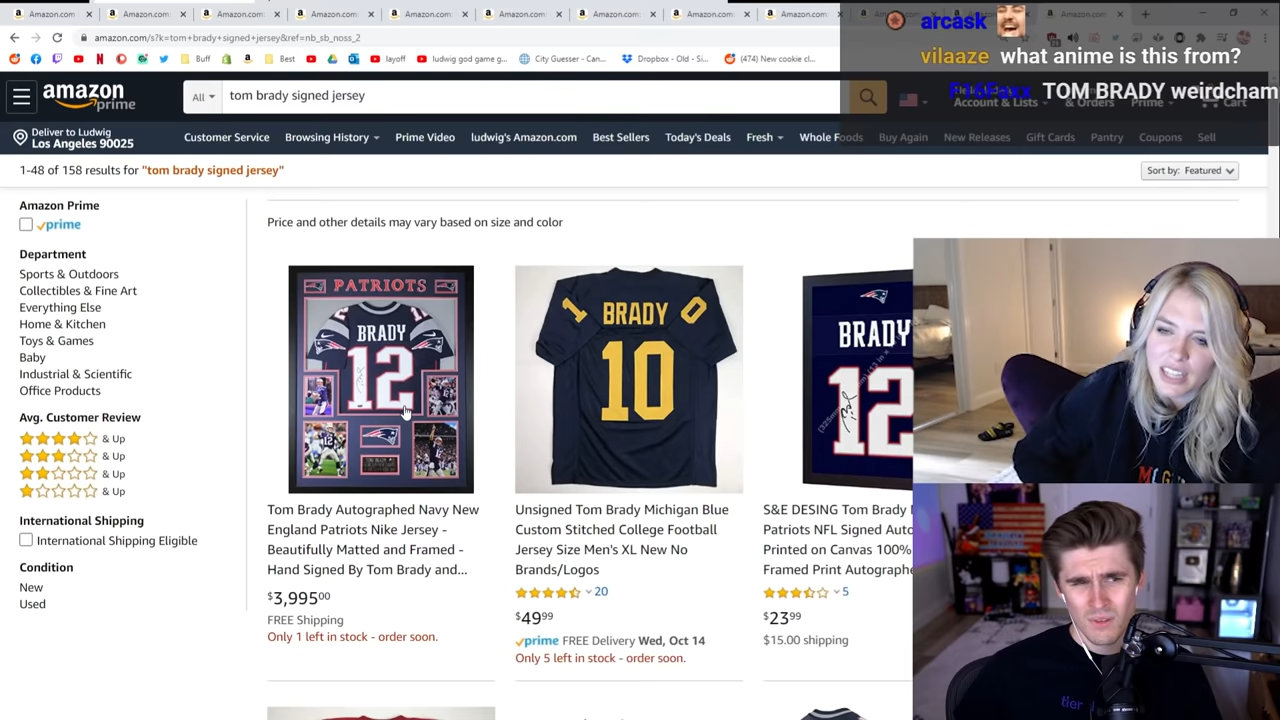 Amazon.com
Amazon.com:
Amazon.com:
Amazon.com:
Amazon.com:
Amazon.com:
Amazon.com:
Amazon.com:
Amazon.com:
Amazon.com
amazon.com/s?k=tom+brady+signed+jersey&ref=nb_sb_noss_2
Buff
Best
layoff
ludwig god game g...
City Guesser - Can...
Dropbox - Old - Si...
(474) New cookie cl...
arcask
vilaaze what anime is this from?
TOM BRADY weirdcham
amazon
prime
All
tom brady signed jersey
Account & Lists
& Orders
Prime
Cart
Deliver to Ludwig
Los Angeles 90025
Customer Service
Browsing History
Prime Video
ludwig's Amazon.com
Best Sellers
Today's Deals
Fresh
Whole Foods
Buy Again
New Releases
Gift Cards
Pantry
Coupons
Sell
1-48 of 158 results for "tom brady signed jersey"
Sort by: Featured
Amazon Prime
prime
Department
Sports & Outdoors
Collectibles & Fine Art
Everything Else
Home & Kitchen
Toys & Games
Baby
Industrial & Scientific
Office Products
Avg. Customer Review
& Up
& Up
& Up
& Up
International Shipping
International Shipping Eligible
Condition
New
Used
Price and other details may vary based on size and color
PATRIOTS
BRADY
12
Tom Brady Autographed Navy New
England Patriots Nike Jersey -
Beautifully Matted and Framed -
Hand Signed By Tom Brady and...
$3,995.00
FREE Shipping
Only 1 left in stock - order soon.
1 BRADY 0
10
Unsigned Tom Brady Michigan Blue
Custom Stitched College Football
Jersey Size Men's XL New No
Brands/Logos
20
$49.99
prime FREE Delivery Wed, Oct 14
Only 5 left in stock - order soon.
BRADY
12
S&E DESING Tom Brady
Patriots NFL Signed Auto
Printed on Canvas 100%
Framed Print Autographe
5
$23.99
$15.00 shipping
tier